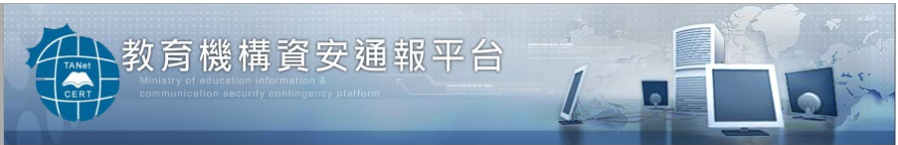 教育機構資安通報平台
TANet
CERT
Ministry of education information &
communication security contingency platform